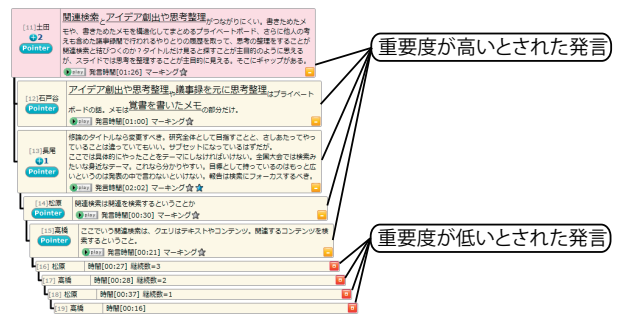 [11]土田
+2
Pointer
関連検索とアイデア創出や思考整理がつながりにくい。書きためたメ
モや、書きためたメモを構造化してまとめるプライベートボード、さらに他人の考
えも含めた議事録間で行われるやりとりの履歴を取って、思考の整理をすることが
関連検索と結びつくのか？タイトルだけ見ると探すことが主目的のように思える
が、スライドでは思考を整理することが主目的に見える。そこにギャップがある。
play 発言時間[01:26] マーキング☆
[12]石戸谷
Pointer
アイデア創出や思考整理、議事録を元に思考整理はプライベート
ボードの話。メモは覚書を書いたメモの部分だけ。
play 発言時間[01:00] マーキング☆
[13]長尾
+1
Pointer
修論のタイトルなら変更すべき。研究全体として目指すことと、さしあたってやっ
ていることは違っていてもいい。サブセットになっているはずだが。
ここでは具体的にやったことをテーマにしなければいけない。全国大会では検索み
たいな身近なテーマ。これなら分かりやすい。目標として持っているのはもっと広
いというのは発表の中で言わないといけない。報告は検索にフォーカスするべき。
play 発言時間[02:02] マーキング☆★
[14]松原
Pointer
関連検索は関連を検索するということか
play 発言時間[00:30] マーキング☆
[15]高橋
Pointer
ここでいう関連検索は、クエリはテキストやコンテンツ。関連するコンテンツを検
索するということ。
play 発言時間[00:21] マーキング☆
[16] 松原 時間[00:27] 継続数=3
[17] 高橋 時間[00:28] 継続数=2
[18] 松原 時間[00:37] 継続数=1
[19] 高橋 時間[00:16]
重要度が高いとされた発言
重要度が低いとされた発言